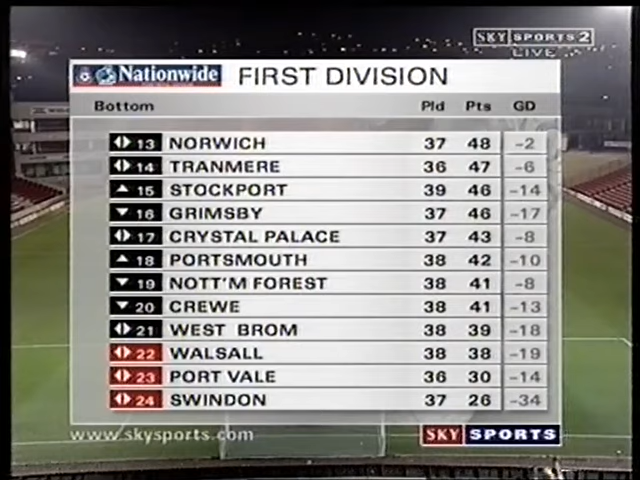 SKY SPORTS 2
LIVE
Nationwide FIRST DIVISION
Bottom Pld Pts GD
13 NORWICH 37 48 -2
14 TRANMERE 36 47 -6
15 STOCKPORT 39 46 -14
16 GRIMSBY 37 46 -17
17 CRYSTAL PALACE 37 43 -8
18 PORTSMOUTH 38 42 -10
19 NOTT'M FOREST 38 41 -8
20 CREWE 38 41 -13
21 WEST BROM 38 39 -18
22 WALSALL 38 38 -19
23 PORT VALE 36 30 -14
24 SWINDON 37 26 -34
www.skysports.com SKY SPORTS